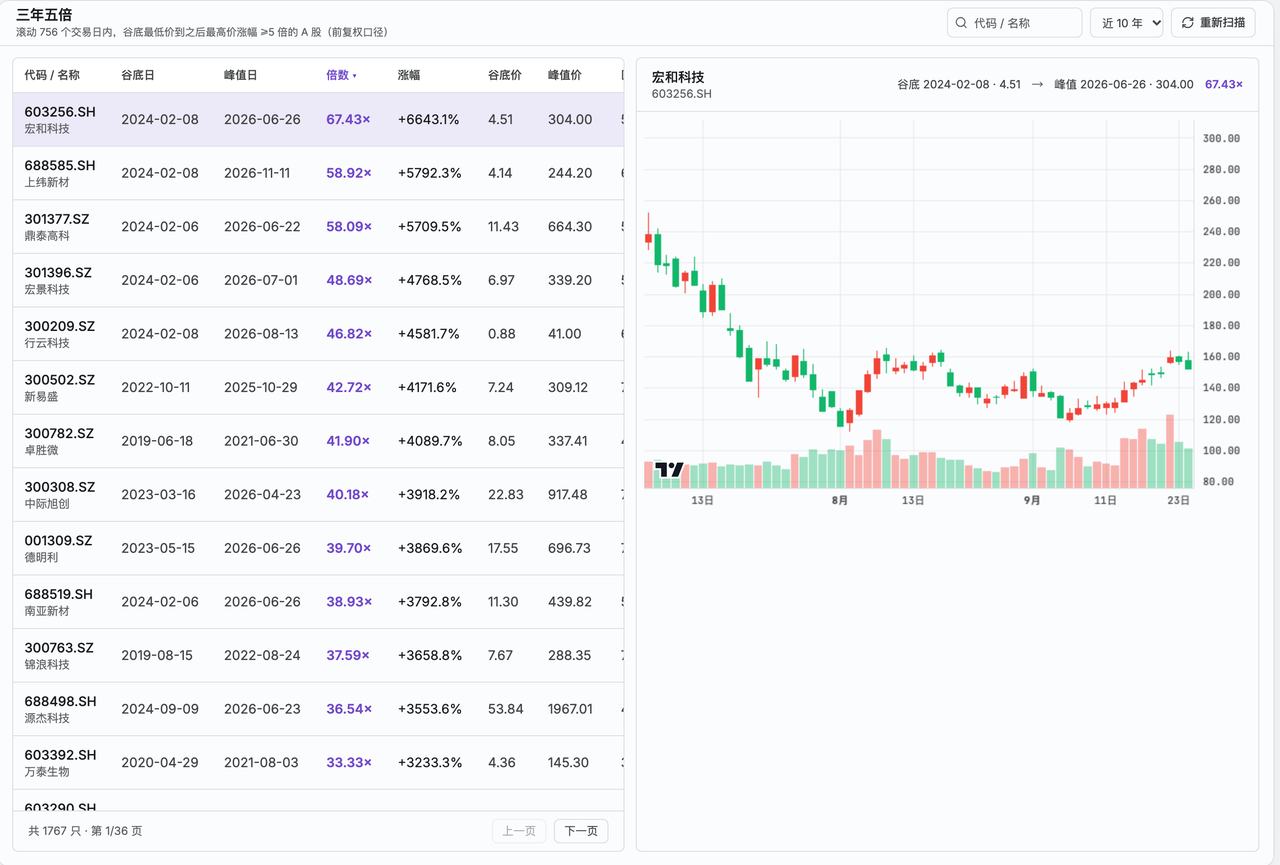 三年五倍
滚动 756 个交易日内，谷底最低价到之后最高价涨幅 ≥5 倍的 A 股（前复权口径）
代码 / 名称
近 10 年
重新扫描
代码 / 名称 谷底日 峰值日 倍数 ▾ 涨幅 谷底价 峰值价
603256.SH 2024-02-08 2026-06-26 67.43× +6643.1% 4.51 304.00
宏和科技
688585.SH 2024-02-08 2026-11-11 58.92× +5792.3% 4.14 244.20
上纬新材
301377.SZ 2024-02-06 2026-06-22 58.09× +5709.5% 11.43 664.30
鼎泰高科
301396.SZ 2024-02-06 2026-07-01 48.69× +4768.5% 6.97 339.20
宏景科技
300209.SZ 2024-02-08 2026-08-13 46.82× +4581.7% 0.88 41.00
行云科技
300502.SZ 2022-10-11 2025-10-29 42.72× +4171.6% 7.24 309.12
新易盛
300782.SZ 2019-06-18 2021-06-30 41.90× +4089.7% 8.05 337.41
卓胜微
300308.SZ 2023-03-16 2026-04-23 40.18× +3918.2% 22.83 917.48
中际旭创
001309.SZ 2023-05-15 2026-06-26 39.70× +3869.6% 17.55 696.73
德明利
688519.SH 2024-02-06 2026-06-26 38.93× +3792.8% 11.30 439.82
南亚新材
300763.SZ 2019-08-15 2022-08-24 37.59× +3658.8% 7.67 288.35
锦浪科技
688498.SH 2024-09-09 2026-06-23 36.54× +3553.6% 53.84 1967.01
源杰科技
603392.SH 2020-04-29 2021-08-03 33.33× +3233.3% 4.36 145.30
万泰生物
603290.SH
共 1767 只 · 第 1/36 页
上一页
下一页
宏和科技
603256.SH
谷底 2024-02-08 · 4.51 → 峰值 2026-06-26 · 304.00 67.43×
300.00
280.00
260.00
240.00
220.00
200.00
180.00
160.00
140.00
120.00
100.00
80.00
13日 8月 13日 9月 11日 23日